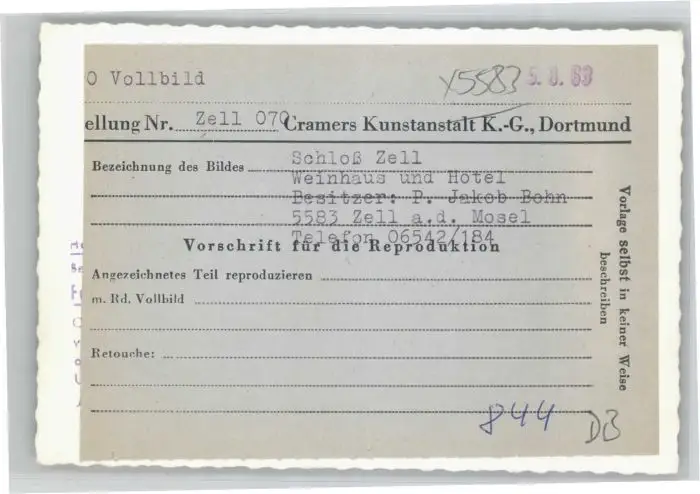 O Vollbild
5583 5. 8. 69
ellung Nr. Zell 070 Cramers Kunstanstalt K.-G., Dortmund
Bezeichnung des Bildes Schloß Zell
Weinhaus und Hotel
Besitzer: P. Jakob Bohn
5583 Zell a.d. Mosel
Telefon 06542/184
Vorschrift für die Reproduktion
Angezeichnetes Teil reproduzieren
m. Rd. Vollbild
Retouche:
Vorlage selbst in keiner Weise
beschreiben
844 DB